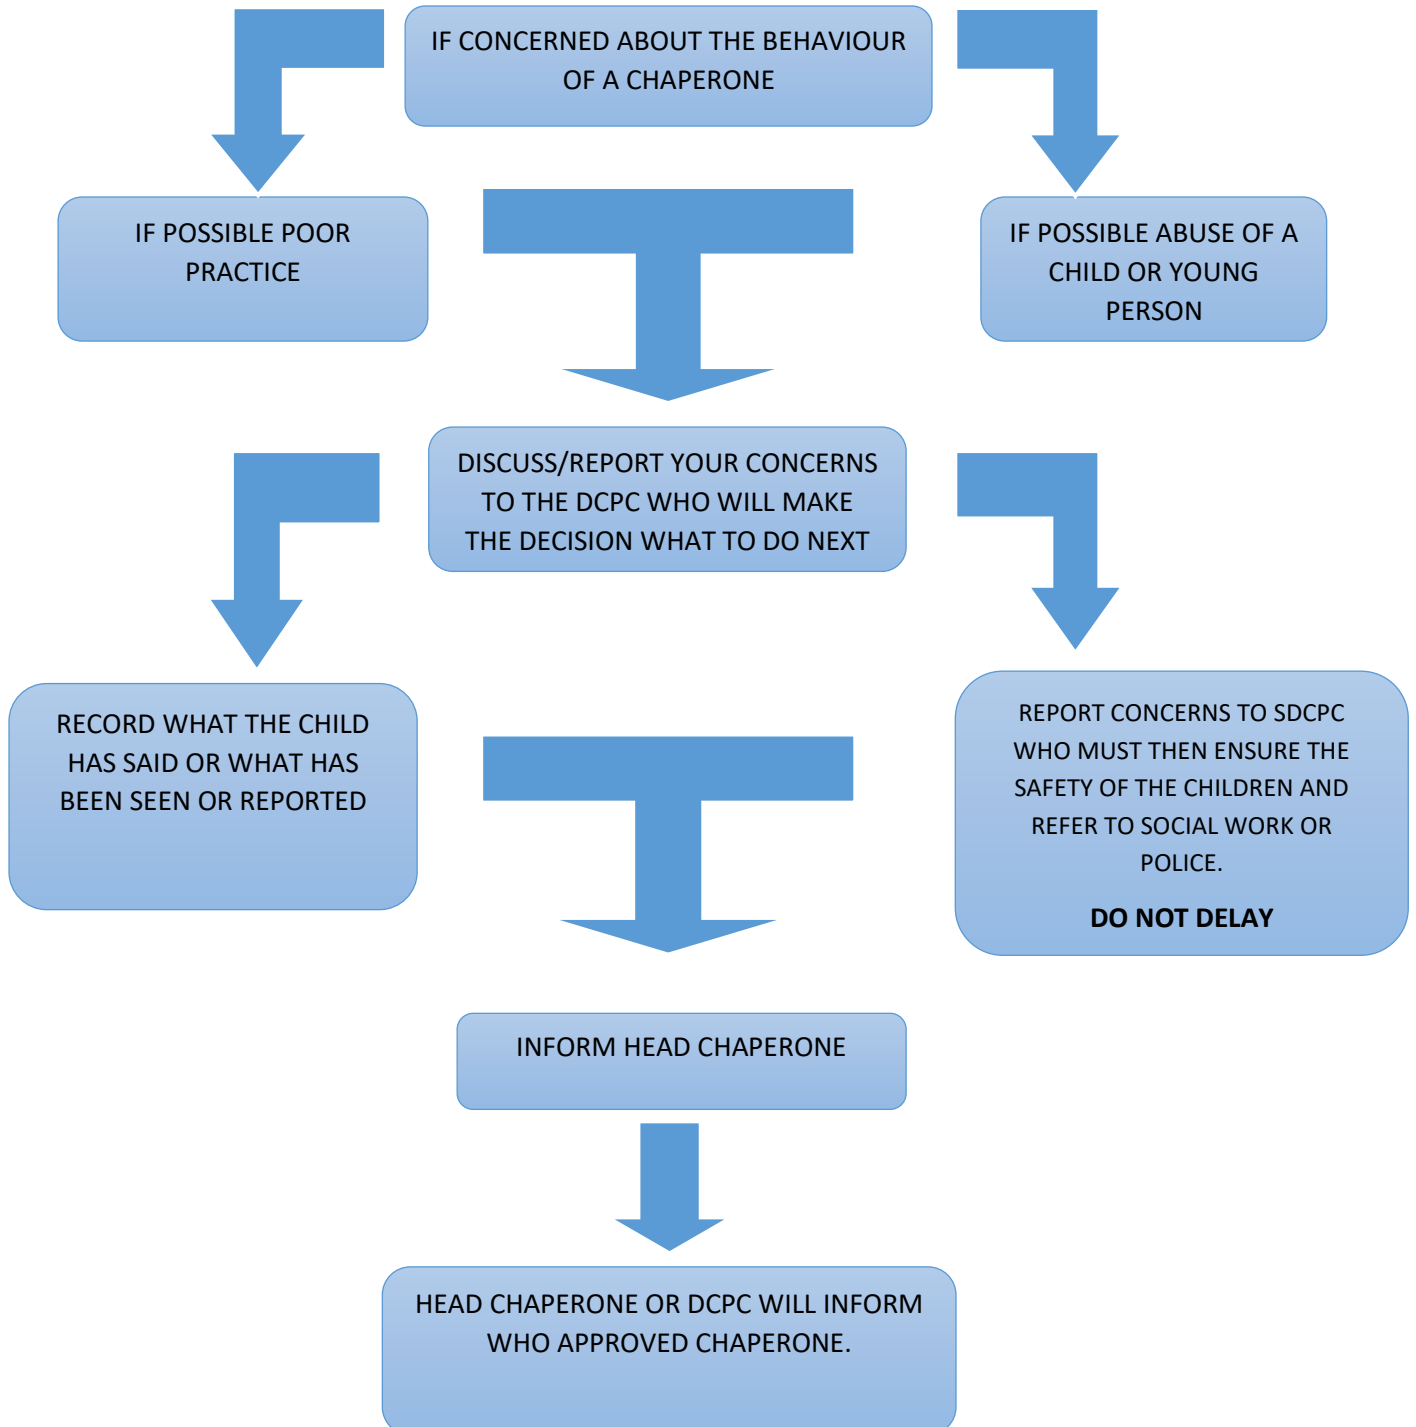 IF CONCERNED ABOUT THE BEHAVIOUR
OF A CHAPERONE
IF POSSIBLE POOR
PRACTICE
IF POSSIBLE ABUSE OF A
CHILD OR YOUNG
PERSON
DISCUSS/REPORT YOUR CONCERNS
TO THE DCPC WHO WILL MAKE
THE DECISION WHAT TO DO NEXT
RECORD WHAT THE CHILD
HAS SAID OR WHAT HAS
BEEN SEEN OR REPORTED
REPORT CONCERNS TO SDCPC
WHO MUST THEN ENSURE THE
SAFETY OF THE CHILDREN AND
REFER TO SOCIAL WORK OR
POLICE.
DO NOT DELAY
INFORM HEAD CHAPERONE
HEAD CHAPERONE OR DCPC WILL INFORM
WHO APPROVED CHAPERONE.